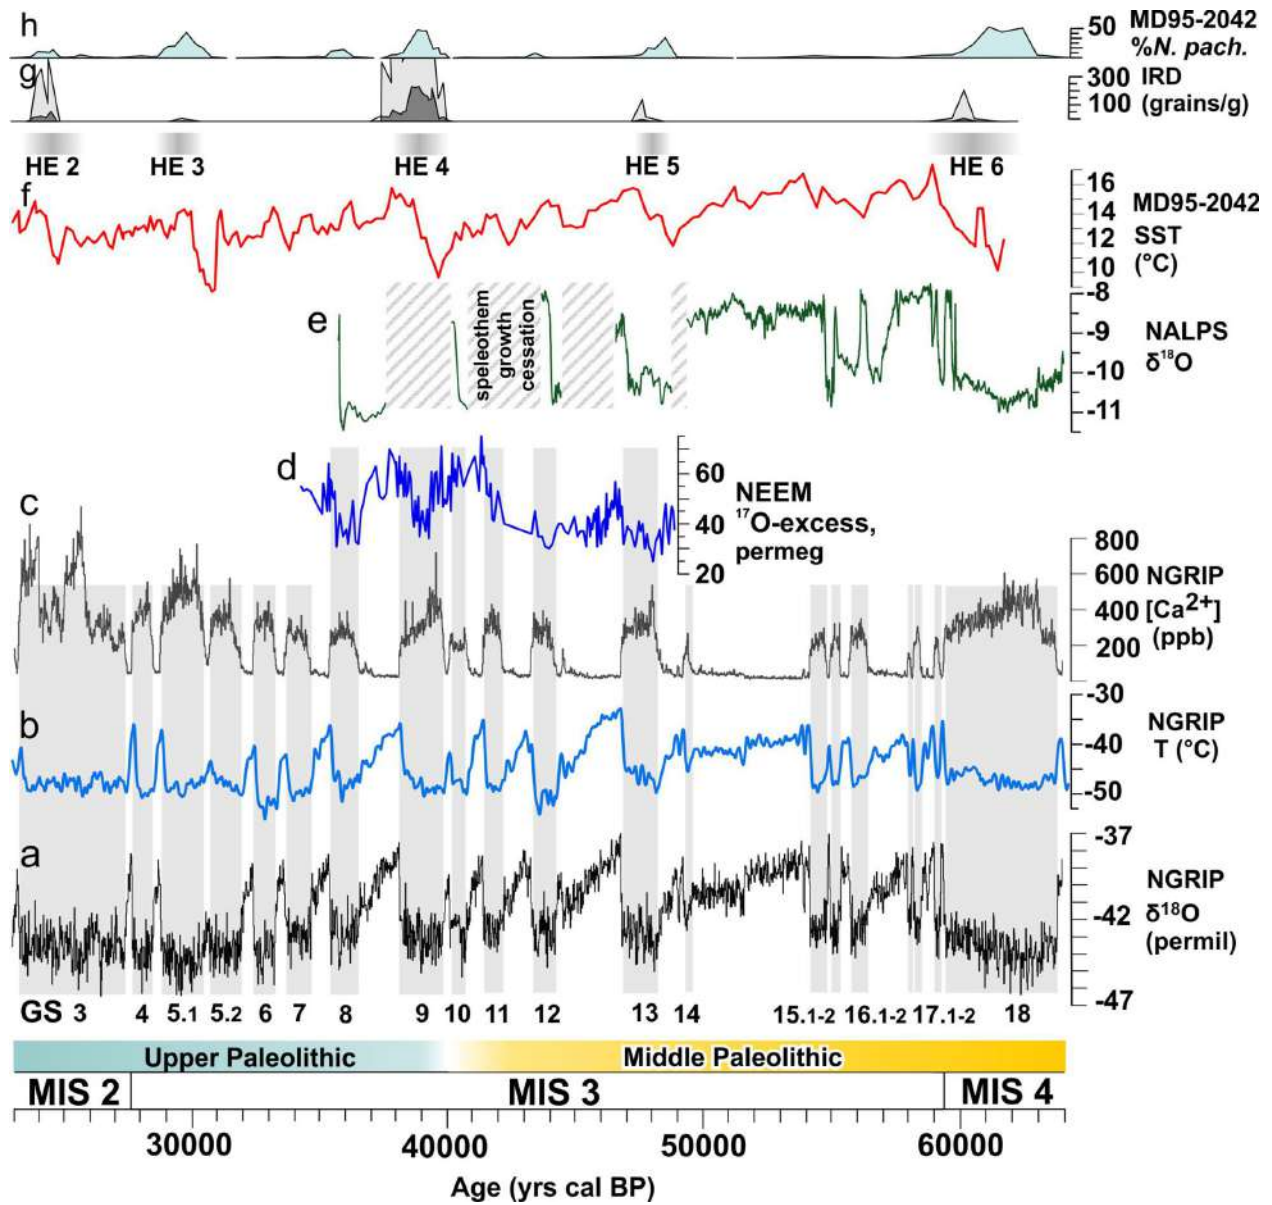 h
50
MD95-2042
%N. pach.
g
300
100
IRD
(grains/g)
HE 2
HE 3
HE 4
HE 5
HE 6
f
16
14
12
10
8
MD95-2042
SST
(°C)
e
speleothem
growth
cessation
-8
-9
-10
-11
NALPS
δ¹⁸O
d
60
40
20
NEEM
¹⁷O-excess,
permeg
c
800
600
400
200
NGRIP
[Ca²⁺]
(ppb)
b
-30
-40
-50
NGRIP
T (°C)
a
-37
-42
-47
NGRIP
δ¹⁸O
(permil)
GS 3 4 5.1 5.2 6 7 8 9 10 11 12 13 14 15.1-2 16.1-2 17.1-2 18
Upper Paleolithic Middle Paleolithic
MIS 2 MIS 3 MIS 4
30000 40000 50000 60000
Age (yrs cal BP)